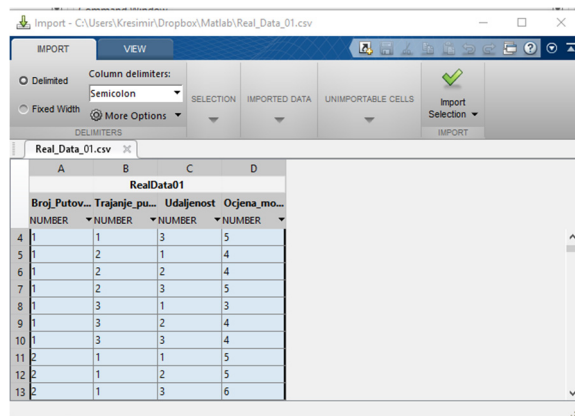 Import - C:\Users\Kresimir\Dropbox\Matlab\Real_Data_01.csv
IMPORT VIEW
Delimited
Fixed Width
Column delimiters:
Semicolon
More Options
DELIMITERS
SELECTION
IMPORTED DATA
UNIMPORTABLE CELLS
Import
Selection
IMPORT
Real_Data_01.csv
A B C D
RealData01
Broj_Putov... Trajanje_pu... Udaljenost Ocjena_mo...
NUMBER NUMBER NUMBER NUMBER
4 1 1 3 5
5 1 2 1 4
6 1 2 2 4
7 1 2 3 5
8 1 3 1 3
9 1 3 2 4
10 1 3 3 4
11 2 1 1 5
12 2 1 2 5
13 2 1 3 6